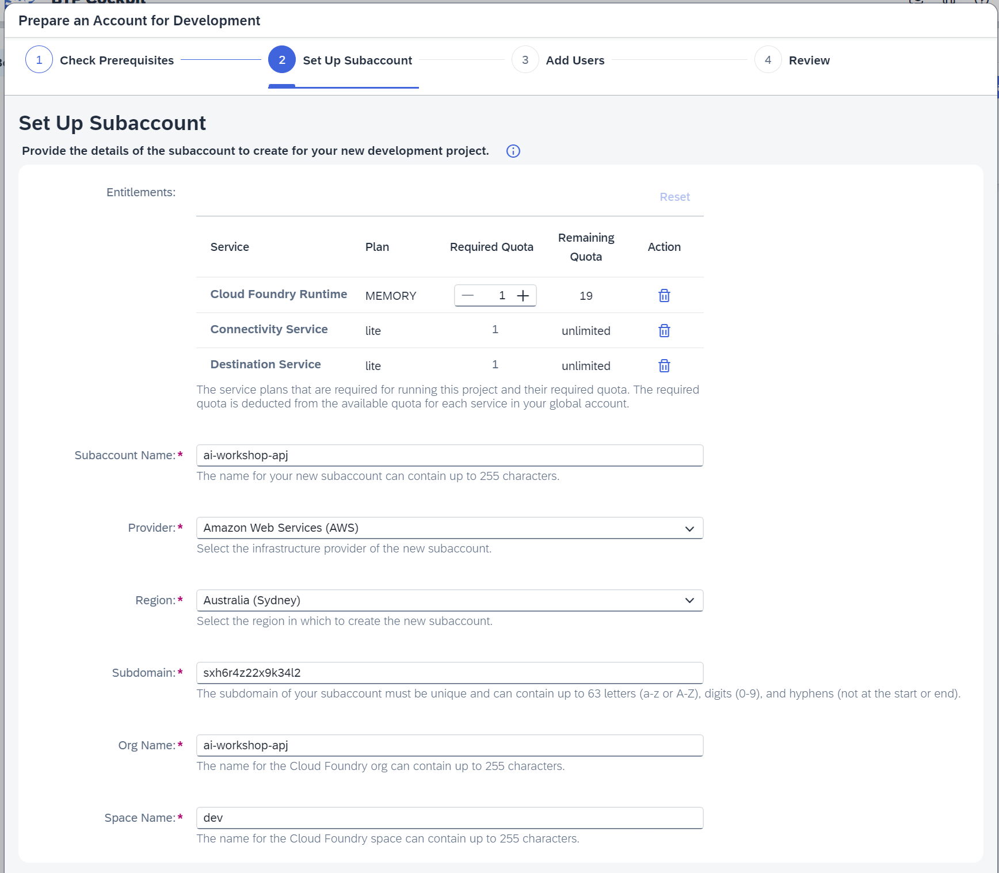 BTP Cockpit
Prepare an Account for Development
1 Check Prerequisites 2 Set Up Subaccount 3 Add Users 4 Review
Set Up Subaccount
Provide the details of the subaccount to create for your new development project.
Entitlements:
Reset
Service Plan Required Quota Remaining Quota Action
Cloud Foundry Runtime MEMORY 1 19
Connectivity Service lite 1 unlimited
Destination Service lite 1 unlimited
The service plans that are required for running this project and their required quota. The required
quota is deducted from the available quota for each service in your global account.
Subaccount Name:* ai-workshop-apj
The name for your new subaccount can contain up to 255 characters.
Provider:* Amazon Web Services (AWS)
Select the infrastructure provider of the new subaccount.
Region:* Australia (Sydney)
Select the region in which to create the new subaccount.
Subdomain:* sxh6r4z22x9k34l2
The subdomain of your subaccount must be unique and can contain up to 63 letters (a-z or A-Z), digits (0-9), and hyphens (not at the start or end).
Org Name:* ai-workshop-apj
The name for the Cloud Foundry org can contain up to 255 characters.
Space Name:* dev
The name for the Cloud Foundry space can contain up to 255 characters.